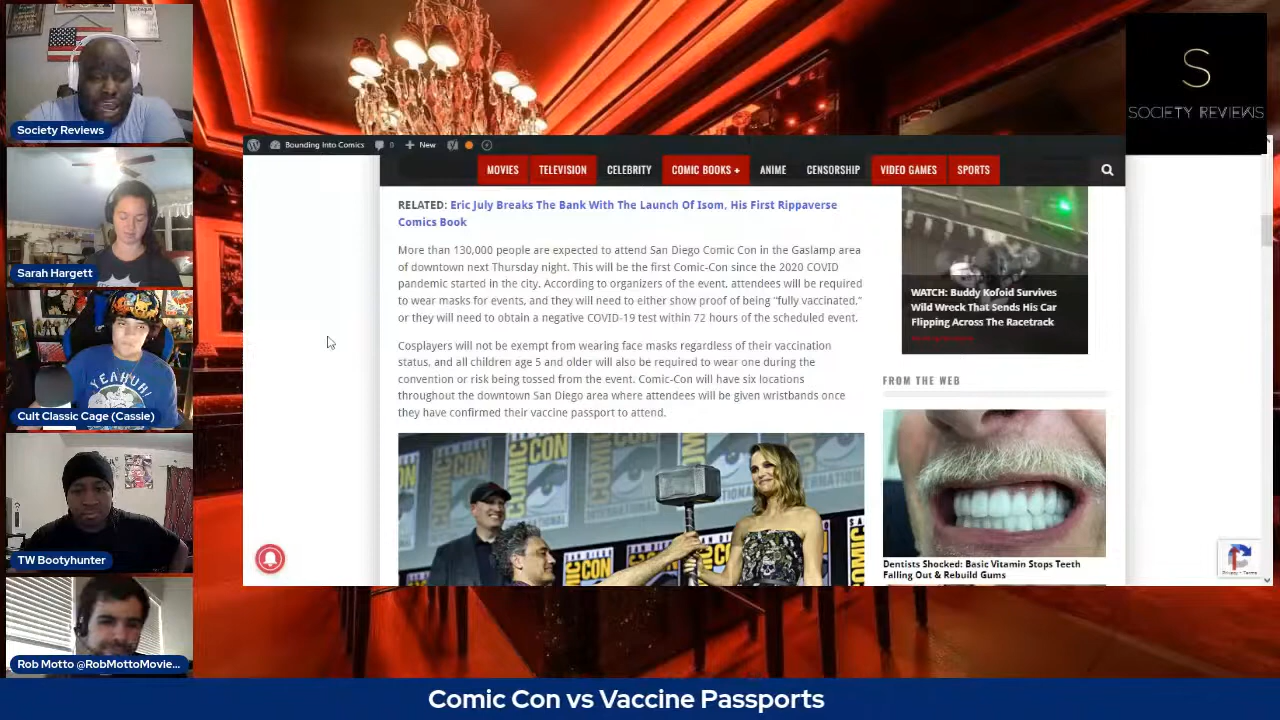 Society Reviews
Sarah Hargett
YEAHUH!
Cult Classic Cage (Cassie)
TW Bootyhunter
Rob Motto @RobMottoMovie...
S
SOCIETY REVIEWS
Bounding Into Comics 0 New
MOVIES TELEVISION CELEBRITY COMIC BOOKS + ANIME CENSORSHIP VIDEO GAMES SPORTS
RELATED: Eric July Breaks The Bank With The Launch Of Isom, His First Rippaverse
Comics Book
More than 130,000 people are expected to attend San Diego Comic Con in the Gaslamp area
of downtown next Thursday night. This will be the first Comic-Con since the 2020 COVID
pandemic started in the city. According to organizers of the event, attendees will be required
to wear masks for events, and they will need to either show proof of being "fully vaccinated,"
or they will need to obtain a negative COVID-19 test within 72 hours of the scheduled event.
Cosplayers will not be exempt from wearing face masks regardless of their vaccination
status, and all children age 5 and older will also be required to wear one during the
convention or risk being tossed from the event. Comic-Con will have six locations
throughout the downtown San Diego area where attendees will be given wristbands once
they have confirmed their vaccine passport to attend.
COMIC CON
WATCH: Buddy Kofoid Survives
Wild Wreck That Sends His Car
Flipping Across The Racetrack
FROM THE WEB
Dentists Shocked: Basic Vitamin Stops Teeth
Falling Out & Rebuild Gums
Privacy - Terms
Comic Con vs Vaccine Passports